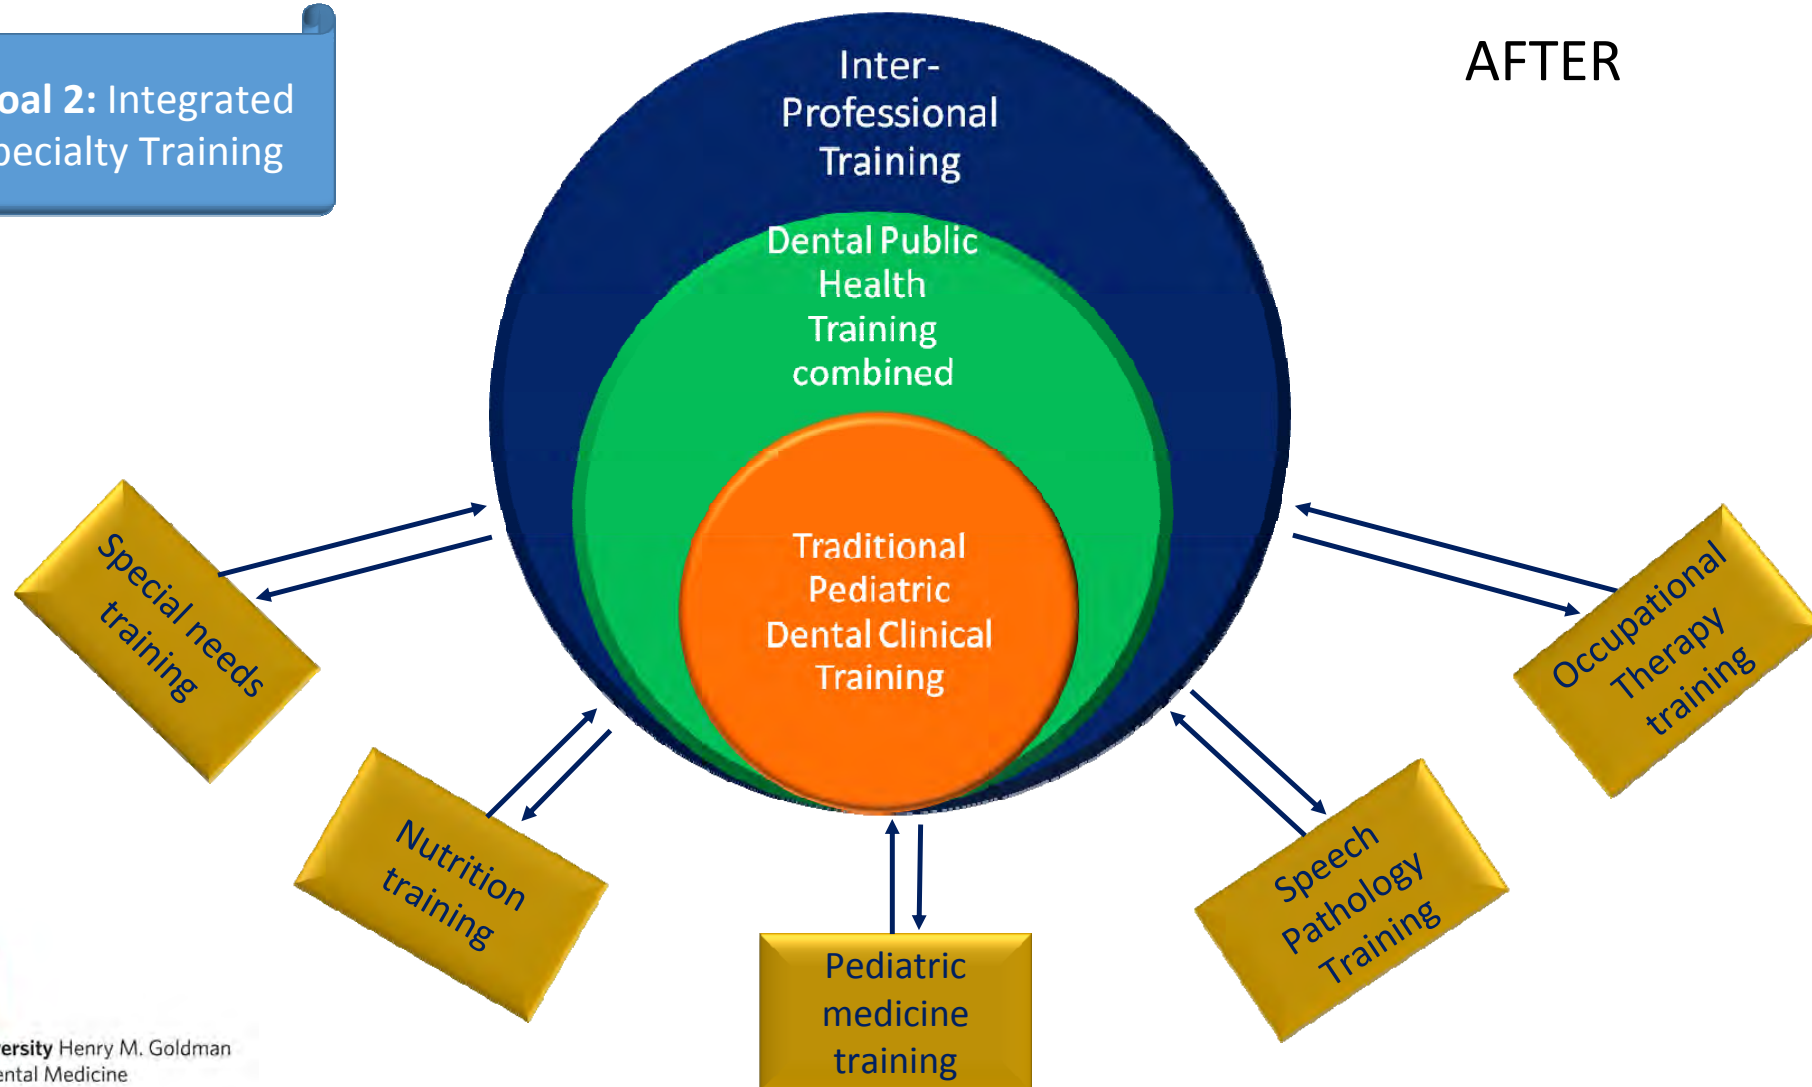 oal 2: Integrated
pecialty Training
AFTER
Inter-
Professional
Training
Dental Public
Health
Training
combined
Traditional
Pediatric
Dental Clinical
Training
Special needs
training
Nutrition
training
Pediatric
medicine
training
Speech
Pathology
Training
Occupational
Therapy
training
ersity Henry M. Goldman
ental Medicine